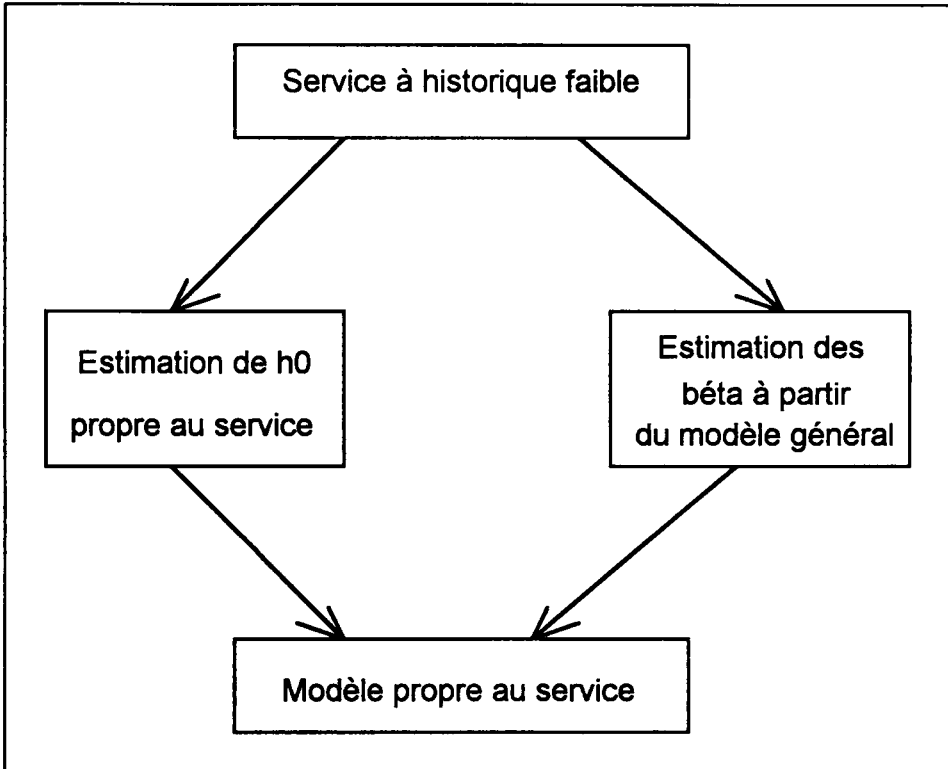 Service à historique faible
Estimation de h0
propre au service
Estimation des
béta à partir
du modèle général
Modèle propre au service